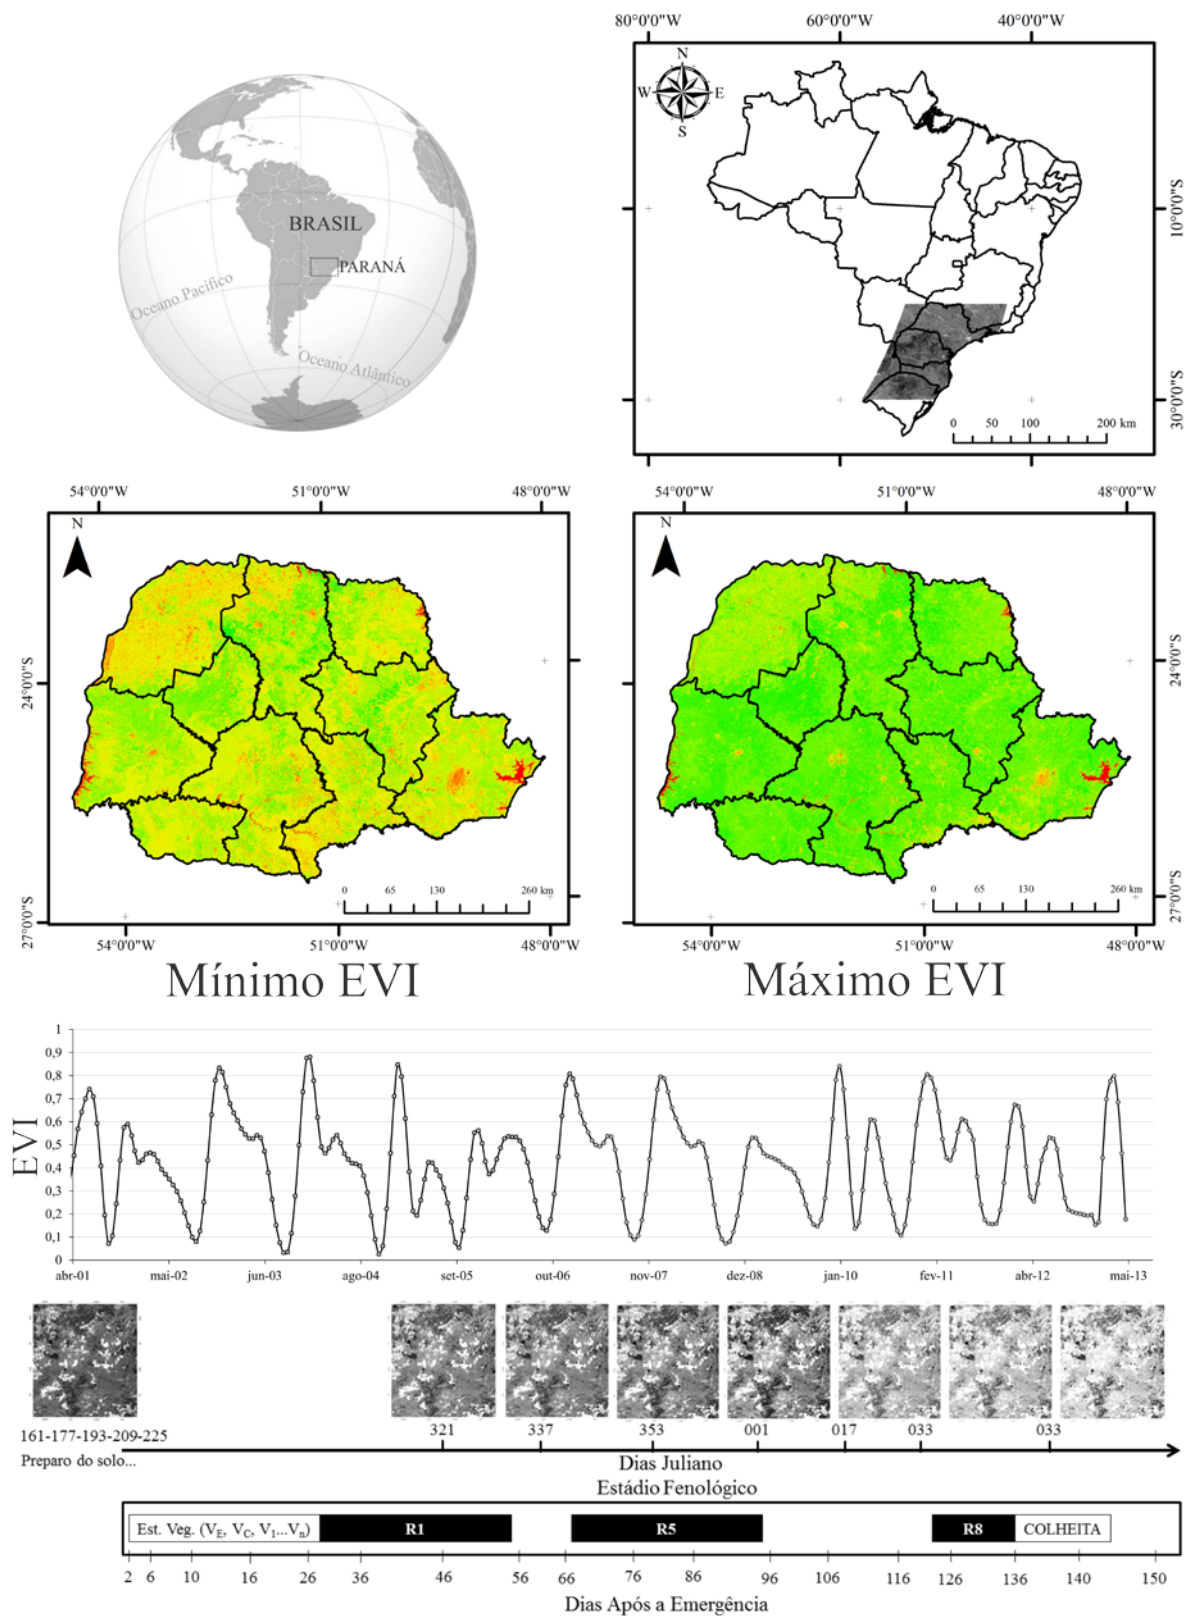 BRASIL
PARANÁ
Oceano Pacífico
Oceano Atlântico
80°0'0"W 60°0'0"W 40°0'0"W
N
W E
S
10°0'0"S
30°0'0"S
0 50 100 200 km
54°0'0"W 51°0'0"W 48°0'0"W
N
24°0'0"S
27°0'0"S
0 65 130 260 km
54°0'0"W 51°0'0"W 48°0'0"W
Mínimo EVI
54°0'0"W 51°0'0"W 48°0'0"W
N
24°0'0"S
27°0'0"S
0 65 130 260 km
54°0'0"W 51°0'0"W 48°0'0"W
Máximo EVI
EVI
1
0,9
0,8
0,7
0,6
0,5
0,4
0,3
0,2
0,1
0
abr-01 mai-02 jun-03 ago-04 set-05 out-06 nov-07 dez-08 jan-10 fev-11 abr-12 mai-13
161-177-193-209-225 321 337 353 001 017 033 033
Preparo do solo...
Dias Juliano
Estádio Fenológico
Est. Veg. (VE, VC, V1...Vn) R1 R5 R8 COLHEITA
2 6 10 16 26 36 46 56 66 76 86 96 106 116 126 136 140 150
Dias Após a Emergência